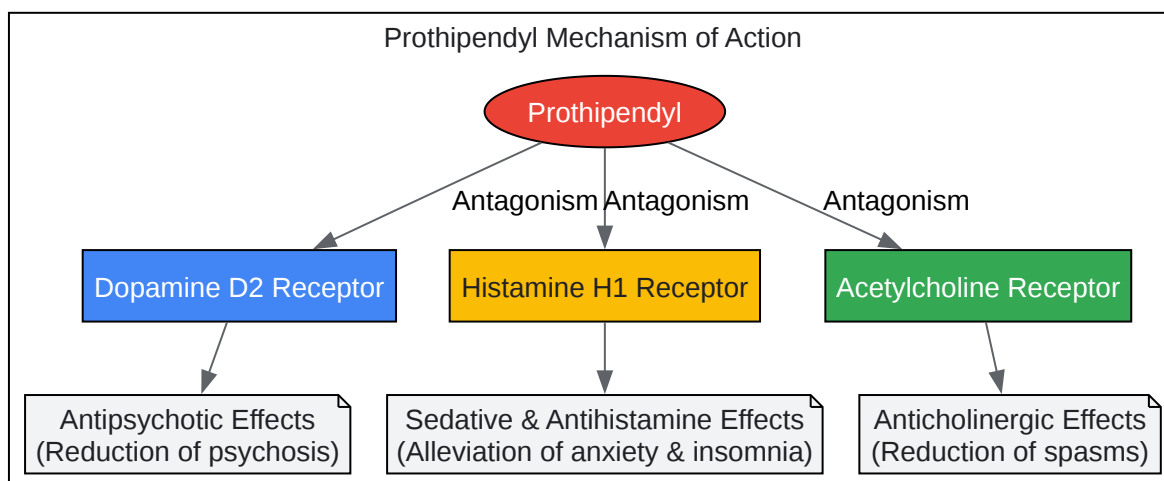 Prothipendyl Mechanism of Action
Prothipendyl
Antagonism
Antagonism
Antagonism
Dopamine D2 Receptor
Histamine H1 Receptor
Acetylcholine Receptor
Antipsychotic Effects
(Reduction of psychosis)
Sedative & Antihistamine Effects
(Alleviation of anxiety & insomnia)
Anticholinergic Effects
(Reduction of spasms)